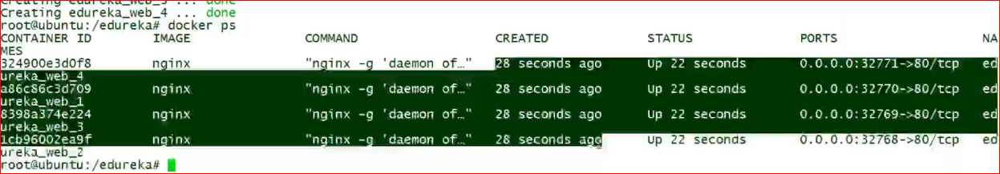 Creating edureka_web_3 ... done
Creating edureka_web_4 ... done
root@ubuntu:/edureka# docker ps
CONTAINER ID IMAGE COMMAND CREATED STATUS PORTS NA
MES
324900e3d0f8 nginx "nginx -g 'daemon of…" 28 seconds ago Up 22 seconds 0.0.0.0:32771->80/tcp ed
ureka_web_4
a86c86c3d709 nginx "nginx -g 'daemon of…" 28 seconds ago Up 22 seconds 0.0.0.0:32770->80/tcp ed
ureka_web_1
8398a374e224 nginx "nginx -g 'daemon of…" 28 seconds ago Up 22 seconds 0.0.0.0:32769->80/tcp ed
ureka_web_3
1cb96002ea9f nginx "nginx -g 'daemon of…" 28 seconds ago Up 22 seconds 0.0.0.0:32768->80/tcp ed
ureka_web_2
root@ubuntu:/edureka#